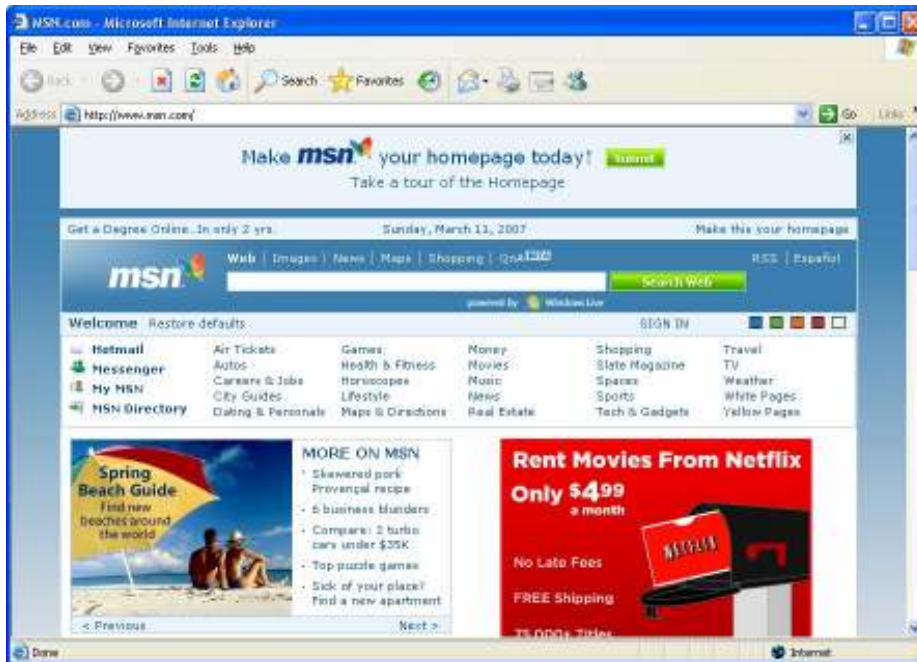 MSN.com - Microsoft Internet Explorer
File Edit View Favorites Tools Help
Back Search Favorites
Address http://www.msn.com/ Go Links
Make msn your homepage today! Submit
Take a tour of the Homepage
Get a Degree Online. In only 2 yrs. Sunday, March 11, 2007 Make this your homepage
Web | Images | News | Maps | Shopping | QnA RSS | Español
msn Search Web
powered by Windows Live
Welcome Restore defaults SIGN IN
Hotmail Air Tickets Games Money Shopping Travel
Messenger Autos Health & Fitness Movies Slate Magazine TV
My MSN Careers & Jobs Horoscopes Music Spaces Weather
MSN Directory City Guides Lifestyle News Sports White Pages
Dating & Personals Maps & Directions Real Estate Tech & Gadgets Yellow Pages
Spring
Beach Guide
Find new
beaches around
the world
MORE ON MSN
Skewered pork
Provençal recipe
6 business blunders
Compare: 2 turbo
cars under $35K
Top puzzle games
Sick of your place?
Find a new apartment
< Previous Next >
Rent Movies From Netflix
Only $4.99
a month
NETFLIX
No Late Fees
FREE Shipping
75,000+ Titles
Done Internet